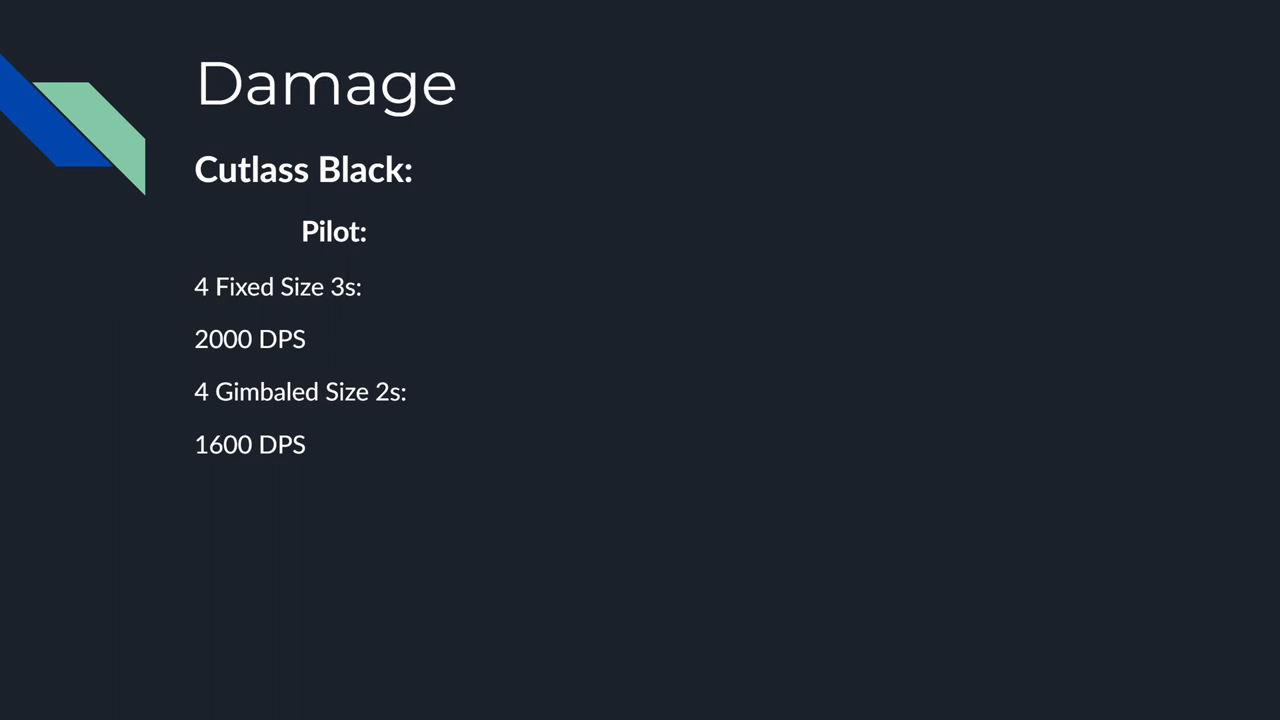 Damage
Cutlass Black:
Pilot:
4 Fixed Size 3s:
2000 DPS
4 Gimbaled Size 2s:
1600 DPS